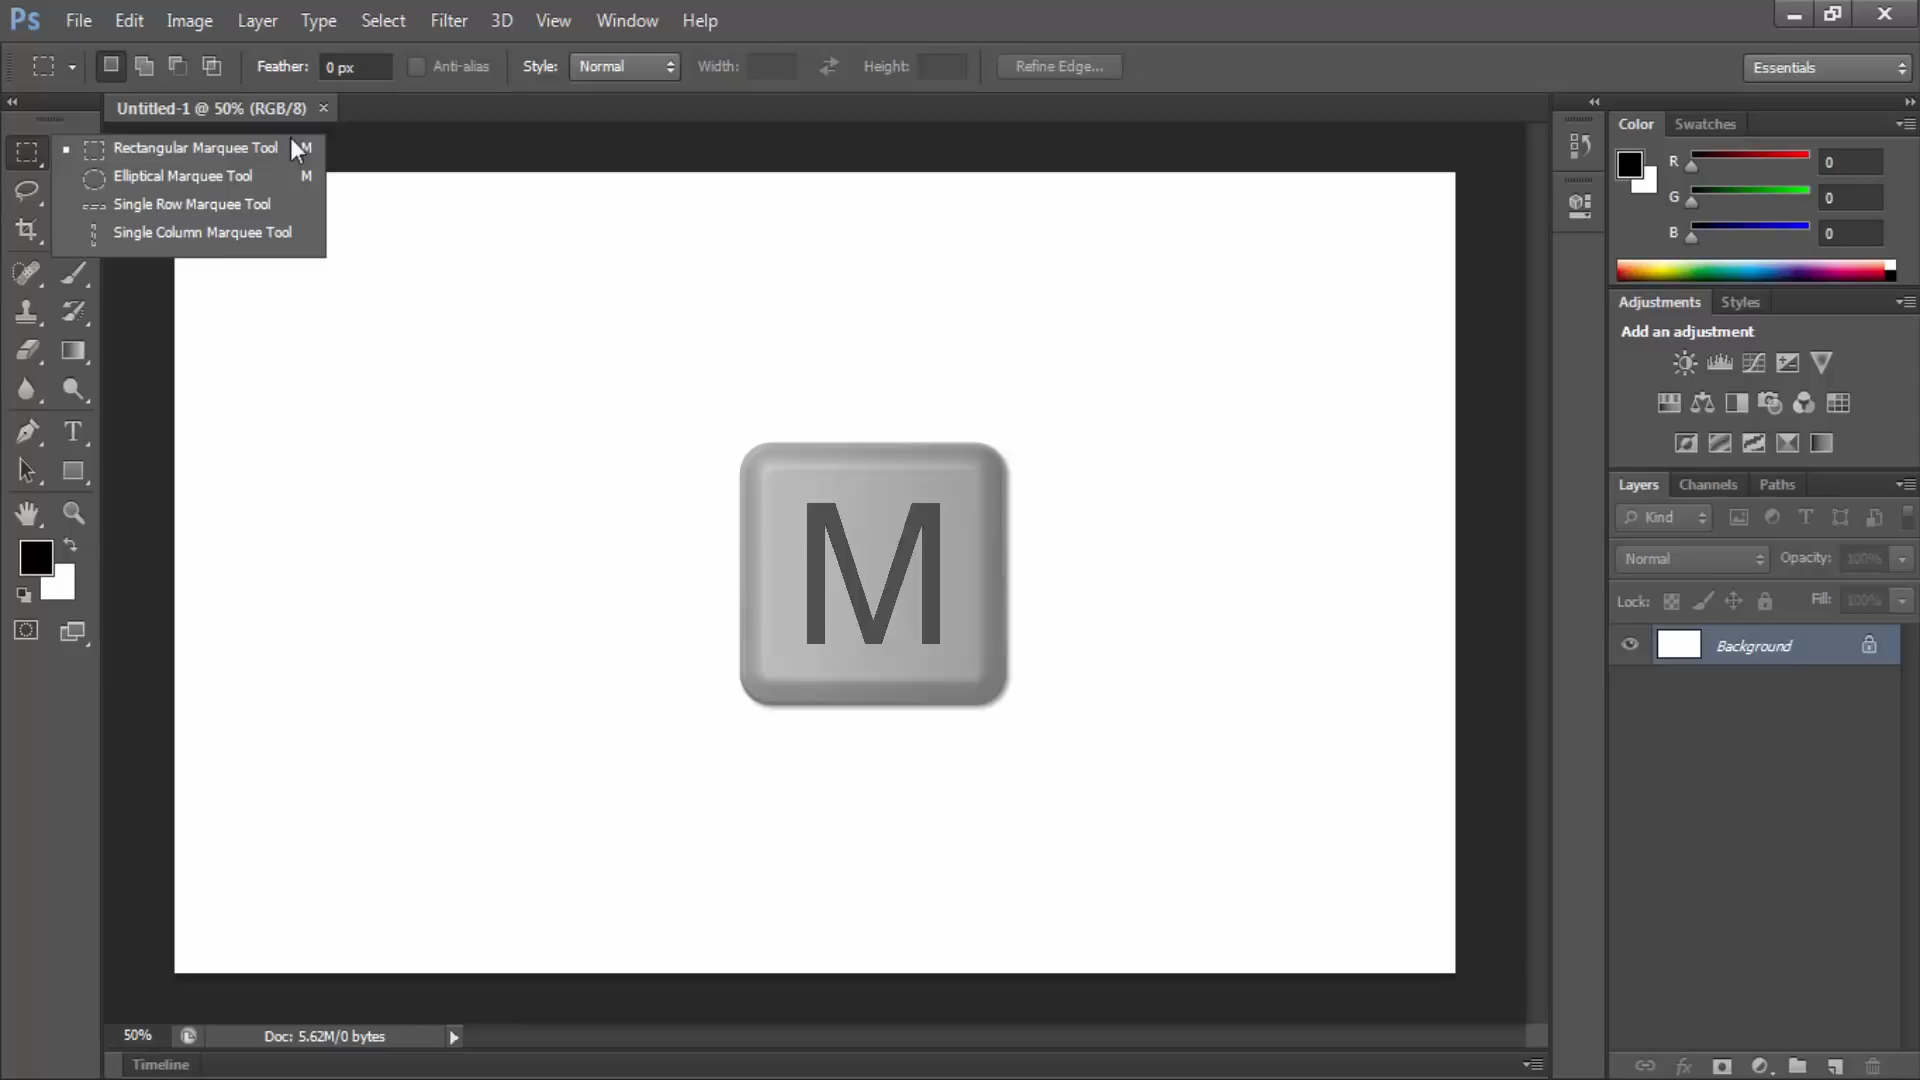 Ps File Edit Image Layer Type Select Filter 3D View Window Help
Feather: 0 px Anti-alias Style: Normal Width: Height: Refine Edge... Essentials
Untitled-1 @ 50% (RGB/8) ×
Rectangular Marquee Tool M
Elliptical Marquee Tool M
Single Row Marquee Tool
Single Column Marquee Tool
T
M
Color Swatches
R 0
G 0
B 0
Adjustments Styles
Add an adjustment
Layers Channels Paths
Kind T
Normal Opacity: 100%
Lock: Fill: 100%
Background
fx
50% Doc: 5.62M/0 bytes
Timeline